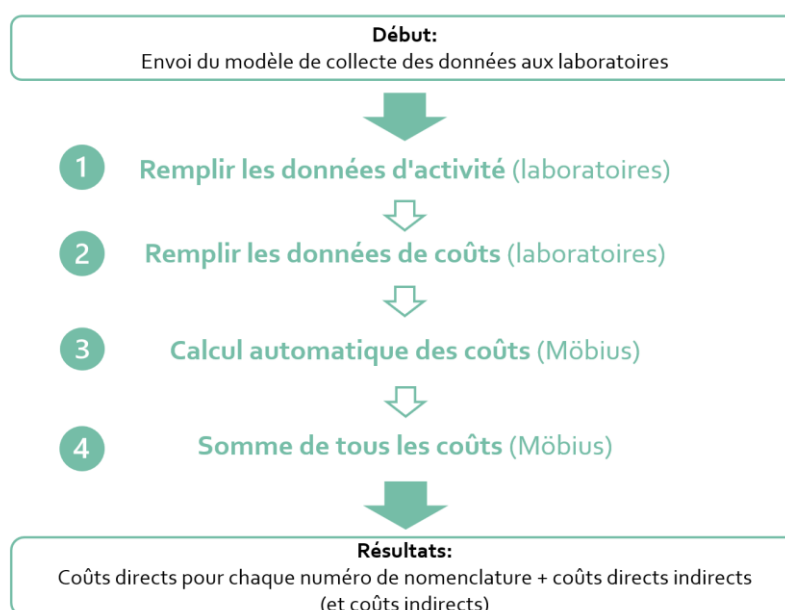 Début:
Envoi du modèle de collecte des données aux laboratoires
1 Remplir les données d'activité (laboratoires)
2 Remplir les données de coûts (laboratoires)
3 Calcul automatique des coûts (Möbius)
4 Somme de tous les coûts (Möbius)
Résultats:
Coûts directs pour chaque numéro de nomenclature + coûts directs indirects
(et coûts indirects)